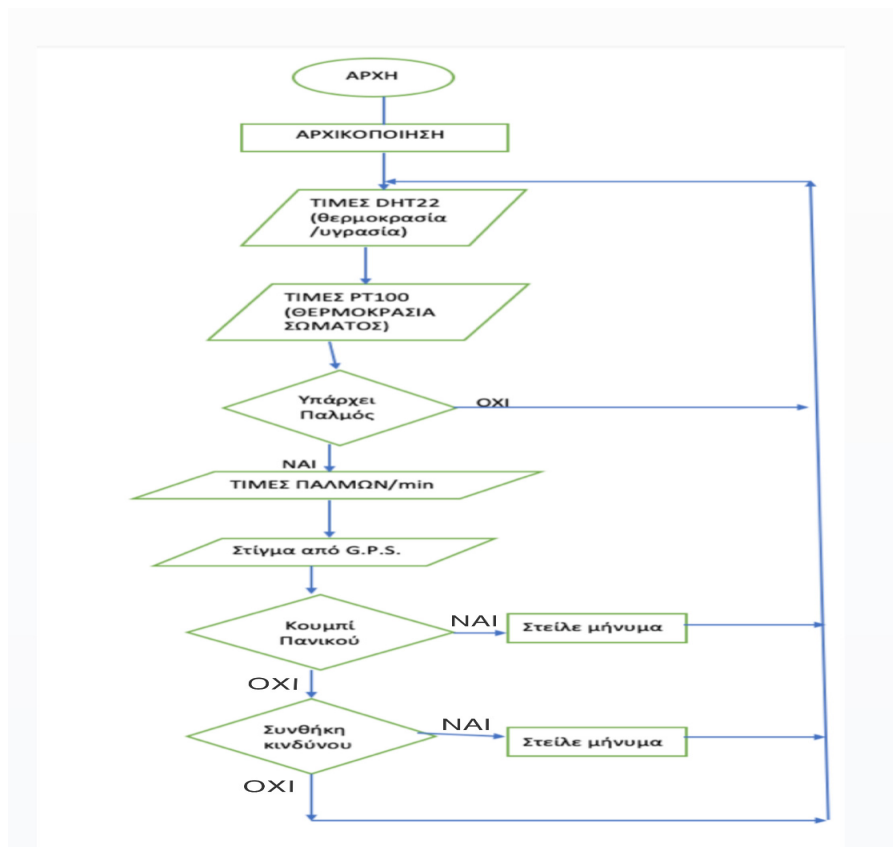 ΑΡΧΗ
ΑΡΧΙΚΟΠΟΙΗΣΗ
ΤΙΜΕΣ DHT22
(θερμοκρασία
/υγρασία)
ΤΙΜΕΣ PT100
(ΘΕΡΜΟΚΡΑΣΙΑ
ΣΩΜΑΤΟΣ)
Υπάρχει
Παλμός
ΟΧΙ
ΝΑΙ
ΤΙΜΕΣ ΠΑΛΜΩΝ/min
Στίγμα από G.P.S.
Κουμπί
Πανικού
ΝΑΙ
Στείλε μήνυμα
ΟΧΙ
Συνθήκη
κινδύνου
ΝΑΙ
Στείλε μήνυμα
ΟΧΙ